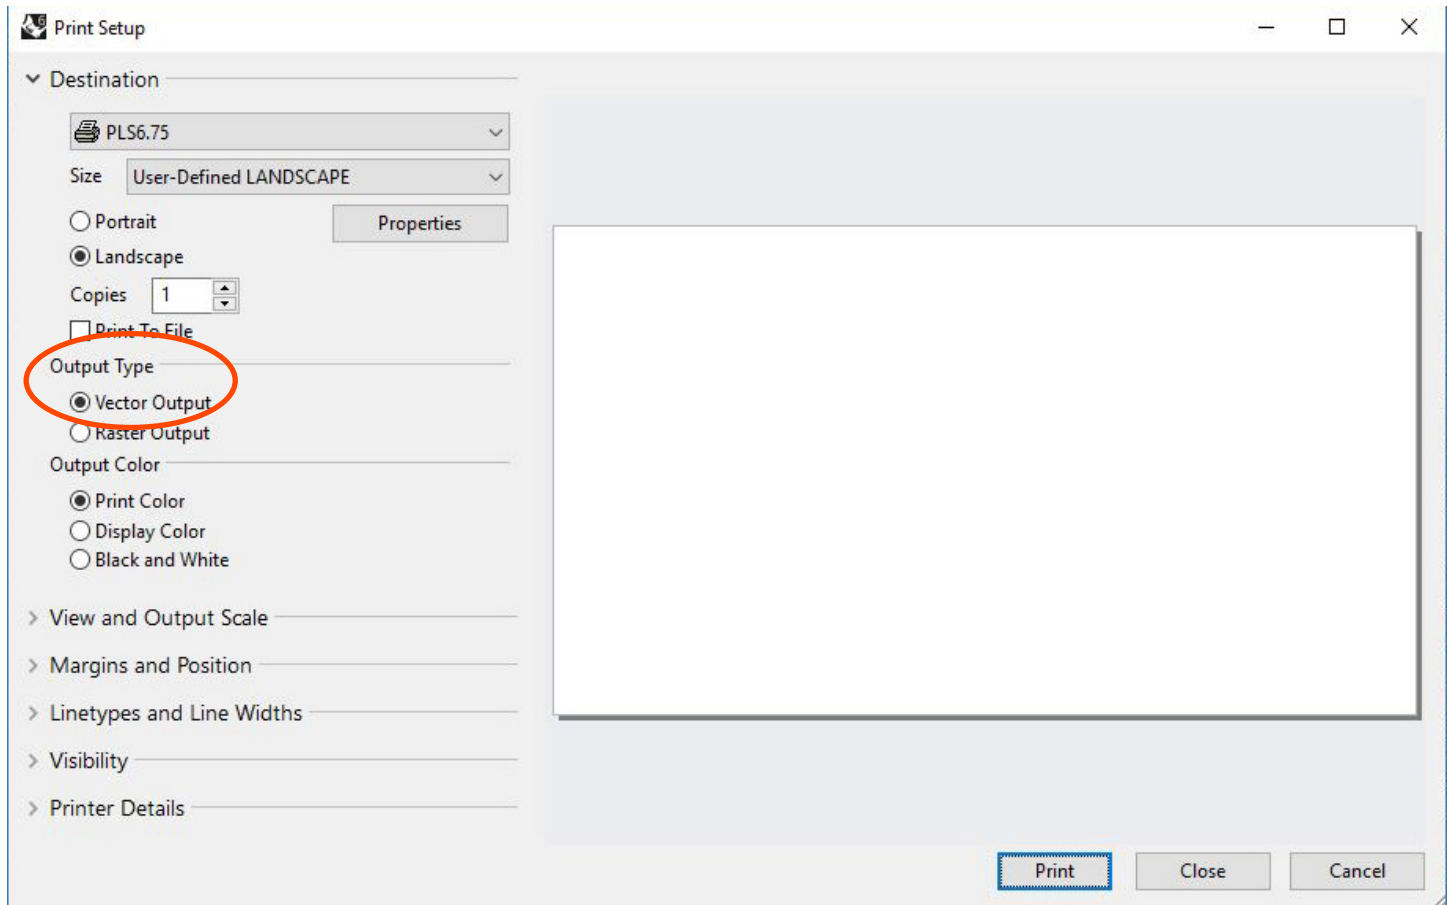 Print Setup
Destination
PLS6.75
Size User-Defined LANDSCAPE
Portrait Properties
Landscape
Copies 1
Print To File
Output Type
Vector Output
Raster Output
Output Color
Print Color
Display Color
Black and White
View and Output Scale
Margins and Position
Linetypes and Line Widths
Visibility
Printer Details
Print Close Cancel